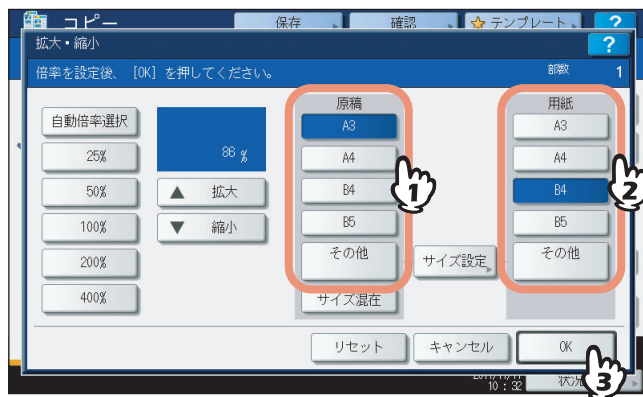 コピー
保存
確認
テンプレート
?
拡大・縮小
?
倍率を設定後、 [OK] を押してください。
部数 1
自動倍率選択
25%
50%
100%
200%
400%
86 %
▲ 拡大
▼ 縮小
原稿
A3
A4
B4
B5
その他
サイズ混在
サイズ設定
用紙
A3
A4
B4
B5
その他
1
2
リセット
キャンセル
OK
3
10:32